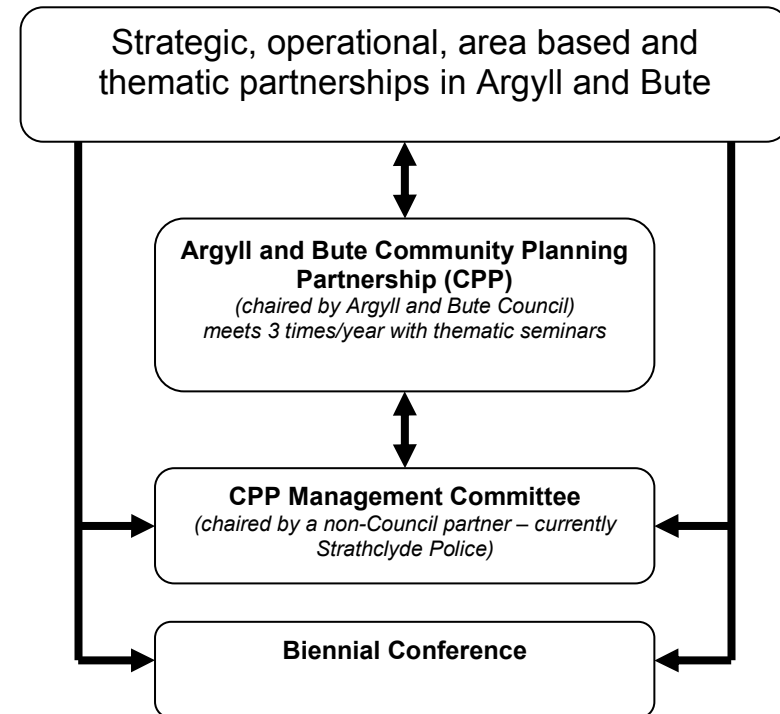 Strategic, operational, area based and
thematic partnerships in Argyll and Bute
Argyll and Bute Community Planning
Partnership (CPP)
(chaired by Argyll and Bute Council)
meets 3 times/year with thematic seminars
CPP Management Committee
(chaired by a non-Council partner – currently
Strathclyde Police)
Biennial Conference